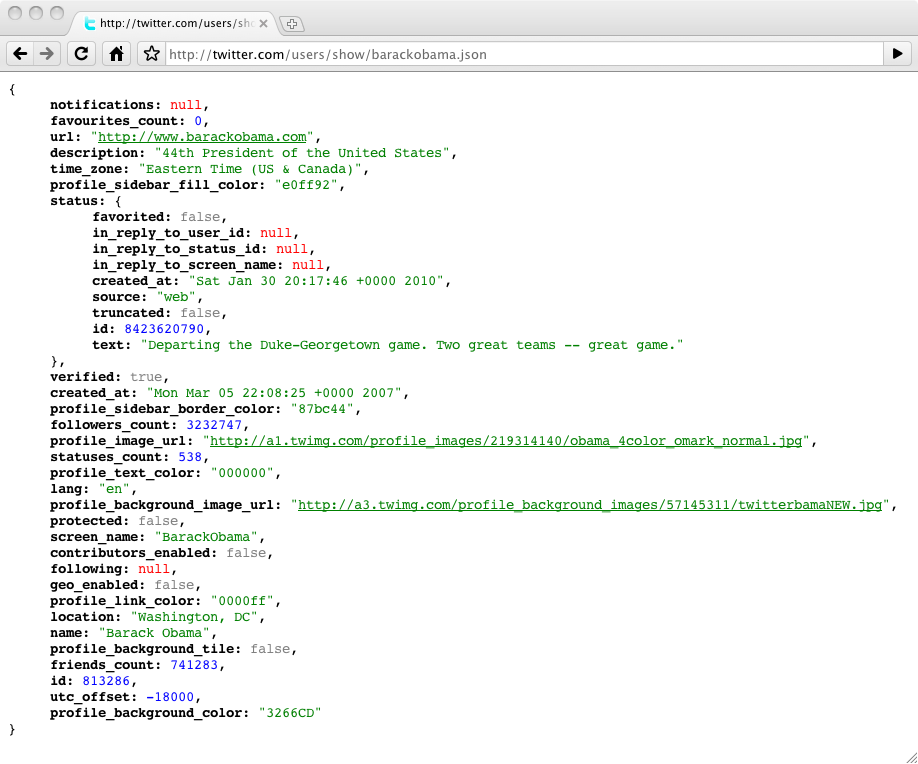 http://twitter.com/users/sho
http://twitter.com/users/show/barackobama.json
{
notifications: null,
favourites_count: 0,
url: "http://www.barackobama.com",
description: "44th President of the United States",
time_zone: "Eastern Time (US & Canada)",
profile_sidebar_fill_color: "e0ff92",
status: {
favorited: false,
in_reply_to_user_id: null,
in_reply_to_status_id: null,
in_reply_to_screen_name: null,
created_at: "Sat Jan 30 20:17:46 +0000 2010",
source: "web",
truncated: false,
id: 8423620790,
text: "Departing the Duke-Georgetown game. Two great teams -- great game."
},
verified: true,
created_at: "Mon Mar 05 22:08:25 +0000 2007",
profile_sidebar_border_color: "87bc44",
followers_count: 3232747,
profile_image_url: "http://a1.twimg.com/profile_images/219314140/obama_4color_omark_normal.jpg",
statuses_count: 538,
profile_text_color: "000000",
lang: "en",
profile_background_image_url: "http://a3.twimg.com/profile_background_images/57145311/twitterbamaNEW.jpg",
protected: false,
screen_name: "BarackObama",
contributors_enabled: false,
following: null,
geo_enabled: false,
profile_link_color: "0000ff",
location: "Washington, DC",
name: "Barack Obama",
profile_background_tile: false,
friends_count: 741283,
id: 813286,
utc_offset: -18000,
profile_background_color: "3266CD"
}